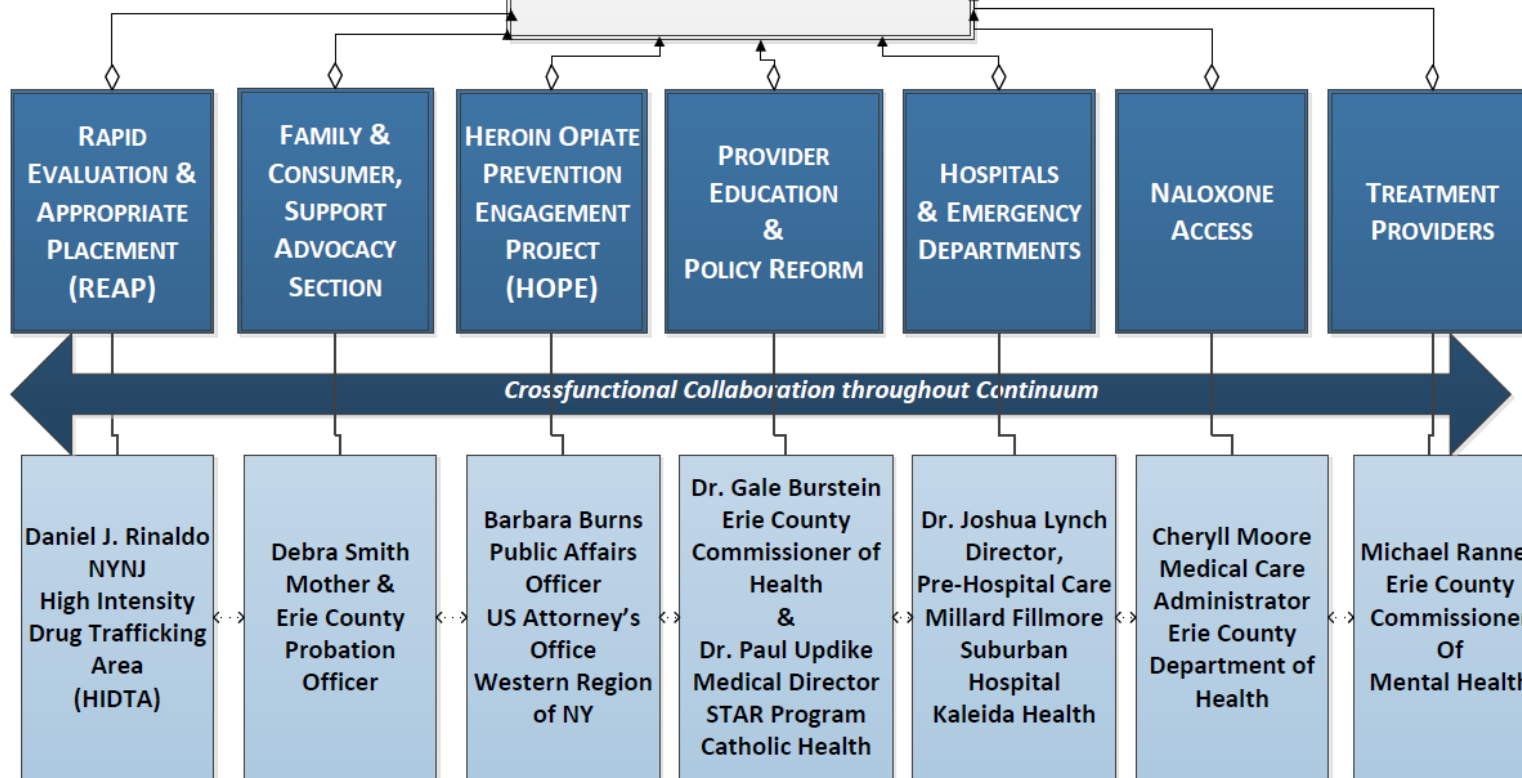 RAPID
EVALUATION &
APPROPRIATE
PLACEMENT
(REAP)
FAMILY &
CONSUMER,
SUPPORT
ADVOCACY
SECTION
HEROIN OPIATE
PREVENTION
ENGAGEMENT
PROJECT
(HOPE)
PROVIDER
EDUCATION
&
POLICY REFORM
HOSPITALS
& EMERGENCY
DEPARTMENTS
NALOXONE
ACCESS
TREATMENT
PROVIDERS
Crossfunctional Collaboration throughout Continuum
Daniel J. Rinaldo
NYNJ
High Intensity
Drug Trafficking
Area
(HIDTA)
Debra Smith
Mother &
Erie County
Probation
Officer
Barbara Burns
Public Affairs
Officer
US Attorney’s
Office
Western Region
of NY
Dr. Gale Burstein
Erie County
Commissioner of
Health
&
Dr. Paul Updike
Medical Director
STAR Program
Catholic Health
Dr. Joshua Lynch
Director,
Pre-Hospital Care
Millard Fillmore
Suburban
Hospital
Kaleida Health
Cheryll Moore
Medical Care
Administrator
Erie County
Department of
Health
Michael
Erie County
Commissioner
Of
Mental Health